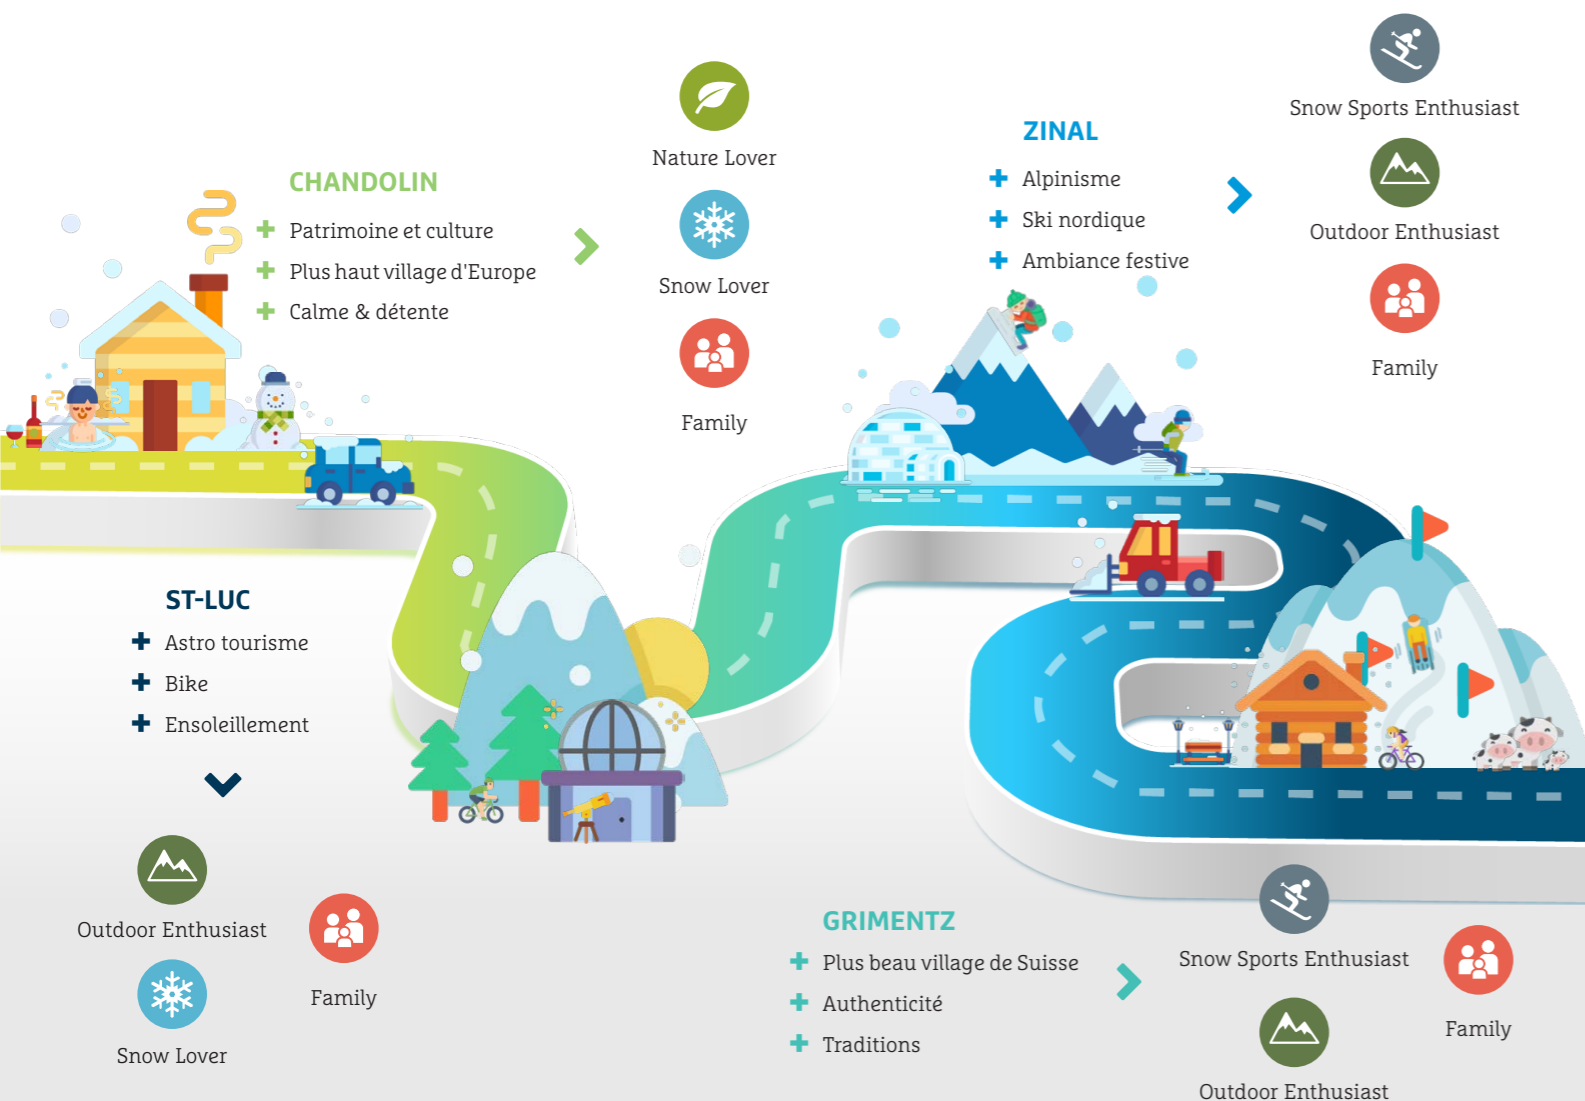 CHANDOLIN
Patrimoine et culture
Plus haut village d'Europe
Calme & détente
Nature Lover
Snow Lover
Family
ZINAL
Alpinisme
Ski nordique
Ambiance festive
Snow Sports Enthusiast
Outdoor Enthusiast
Family
ST-LUC
Astro tourisme
Bike
Ensoleillement
Outdoor Enthusiast
Family
Snow Lover
GRIMENTZ
Plus beau village de Suisse
Authenticité
Traditions
Snow Sports Enthusiast
Family
Outdoor Enthusiast